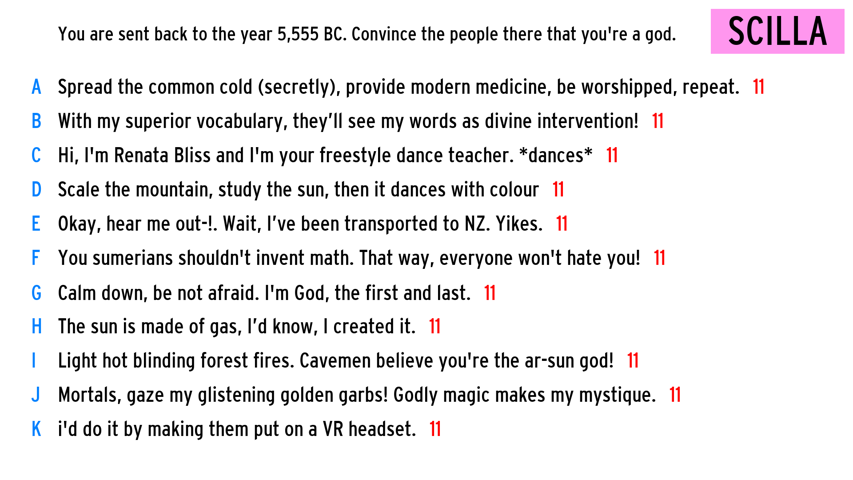 You are sent back to the year 5,555 BC. Convince the people there that you're a god.
SCILLA
A Spread the common cold (secretly), provide modern medicine, be worshipped, repeat. 11
B With my superior vocabulary, they’ll see my words as divine intervention! 11
C Hi, I'm Renata Bliss and I'm your freestyle dance teacher. *dances* 11
D Scale the mountain, study the sun, then it dances with colour 11
E Okay, hear me out-!. Wait, I’ve been transported to NZ. Yikes. 11
F You sumerians shouldn't invent math. That way, everyone won't hate you! 11
G Calm down, be not afraid. I'm God, the first and last. 11
H The sun is made of gas, I’d know, I created it. 11
I Light hot blinding forest fires. Cavemen believe you're the ar-sun god! 11
J Mortals, gaze my glistening golden garbs! Godly magic makes my mystique. 11
K i'd do it by making them put on a VR headset. 11